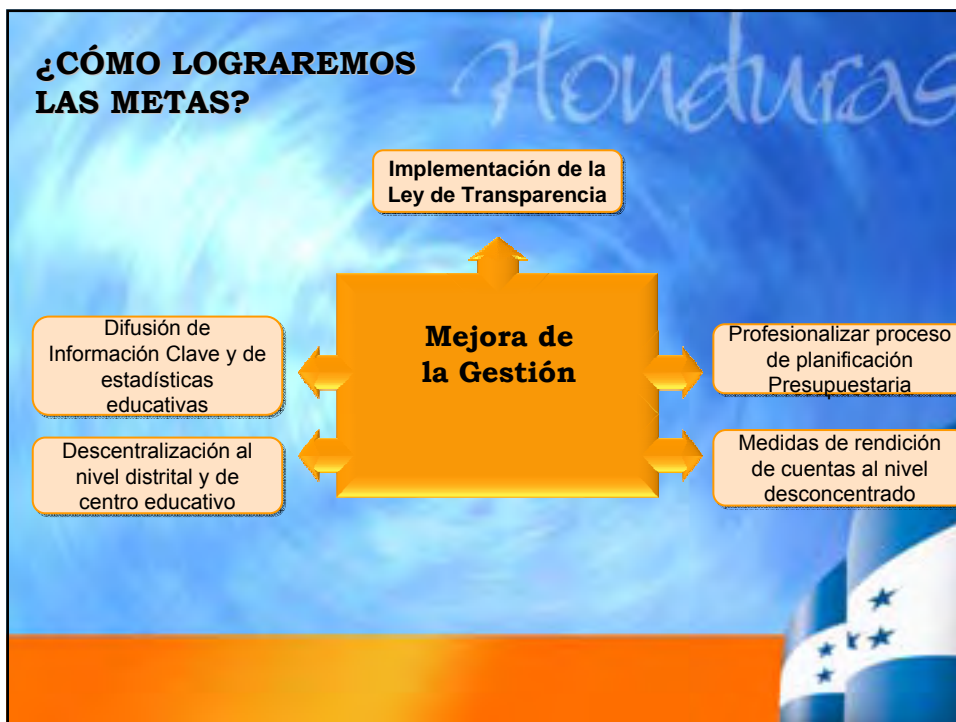 ¿CÓMO LOGRAREMOS
LAS METAS?
Honduras
Implementación de la
Ley de Transparencia
Mejora de
la Gestión
Difusión de
Información Clave y de
estadísticas
educativas
Descentralización al
nivel distrital y de
centro educativo
Profesionalizar proceso
de planificación
Presupuestaria
Medidas de rendición
de cuentas al nivel
desconcentrado